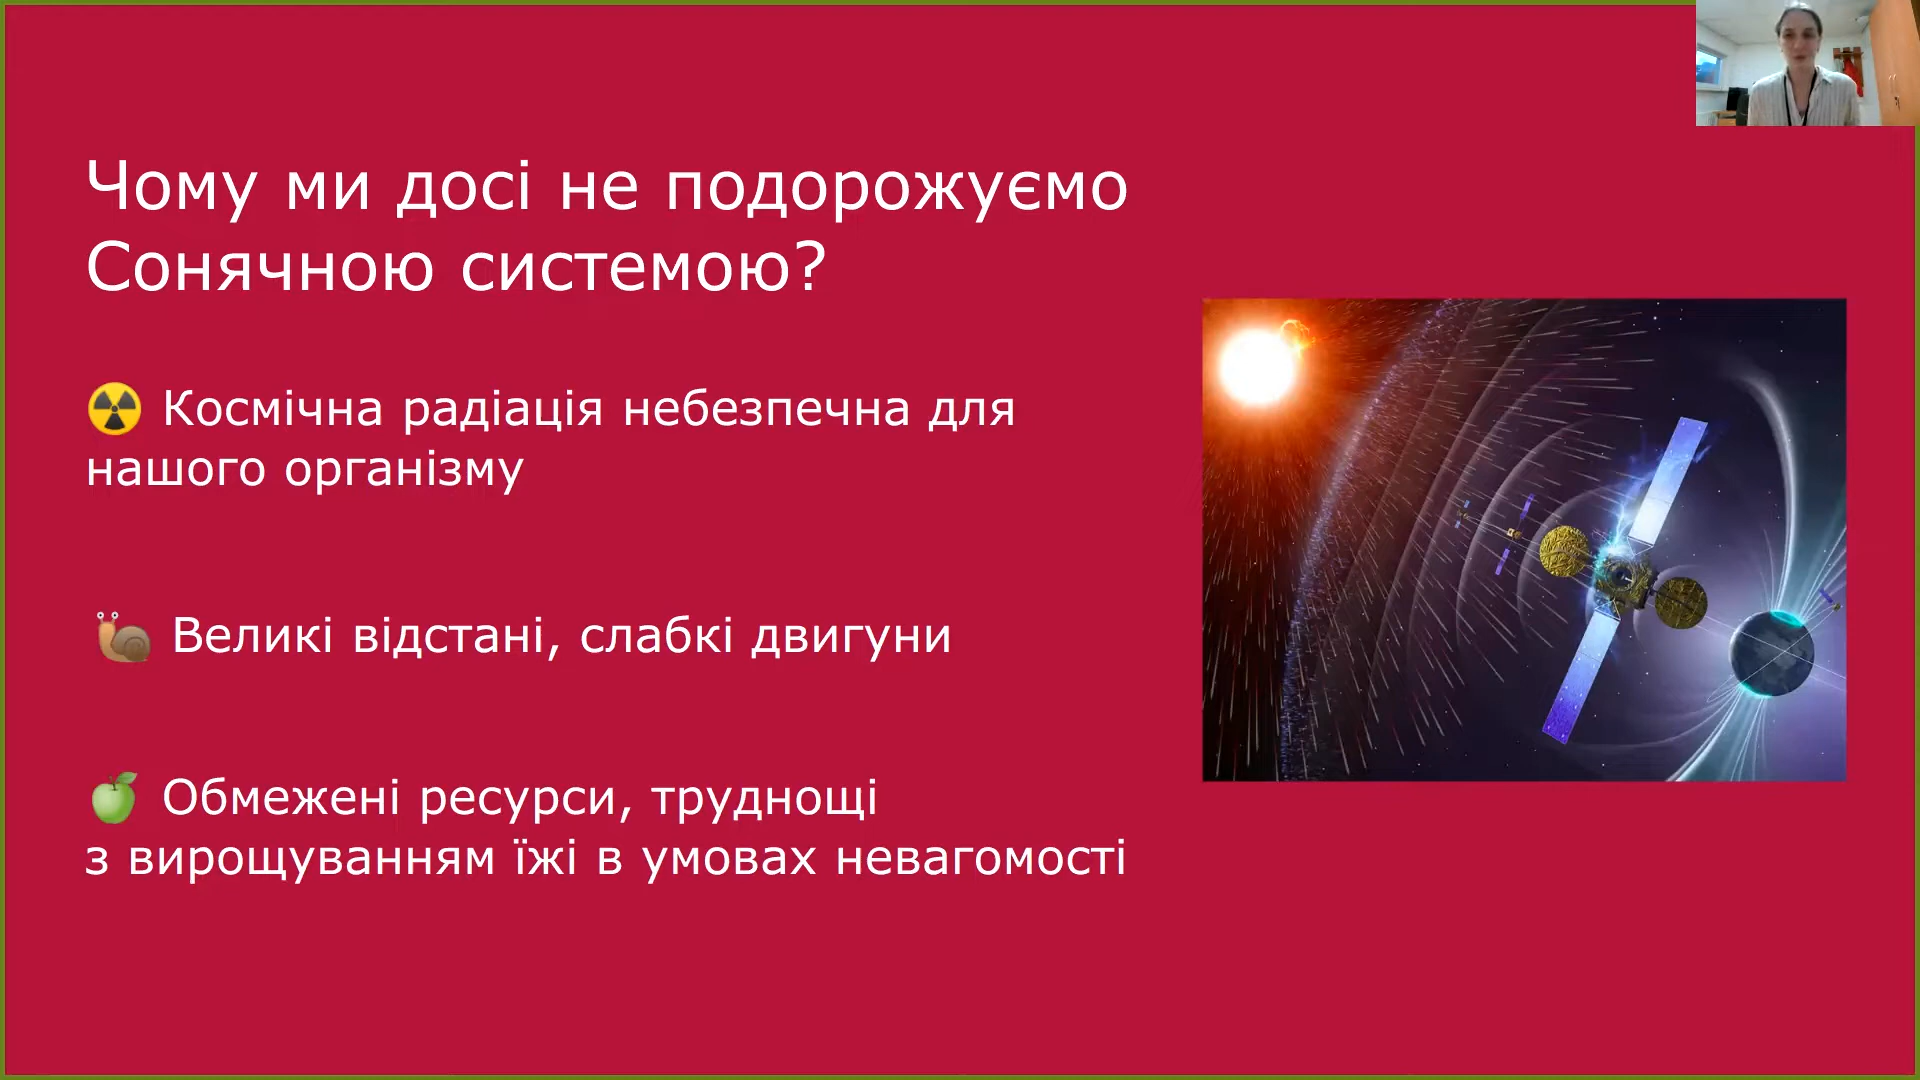 Чому ми досі не подорожуємо
Сонячною системою?
☢️ Космічна радіація небезпечна для
нашого організму
🐌 Великі відстані, слабкі двигуни
🍏 Обмежені ресурси, труднощі
з вирощуванням їжі в умовах невагомості